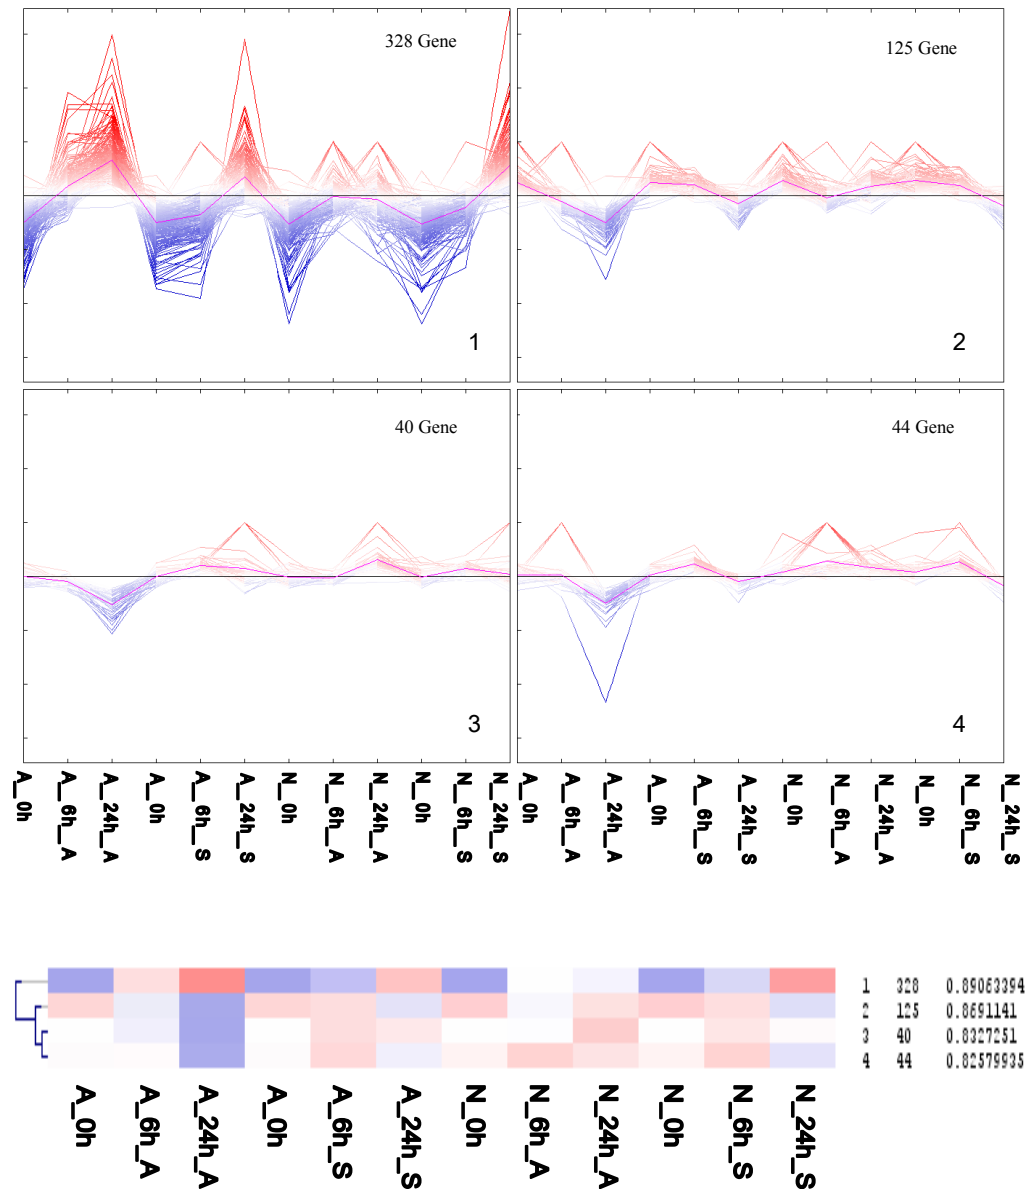 328 Gene
125 Gene
1
2
40 Gene
44 Gene
3
4
A_0h
A_6h_A
A_24h_A
A_0h
A_6h_S
A_24h_S
N_0h
N_6h_A
N_24h_A
N_0h
N_6h_S
N_24h_S
A_0h
A_6h_A
A_24h_A
A_0h
A_6h_S
A_24h_S
N_0h
N_6h_A
N_24h_A
N_0h
N_6h_S
N_24h_S
1 328 0.89063394
2 125 0.8691141
3 40 0.8327251
4 44 0.82579935
A_0h
A_6h_A
A_24h_A
A_0h
A_6h_S
A_24h_S
N_0h
N_6h_A
N_24h_A
N_0h
N_6h_S
N_24h_S